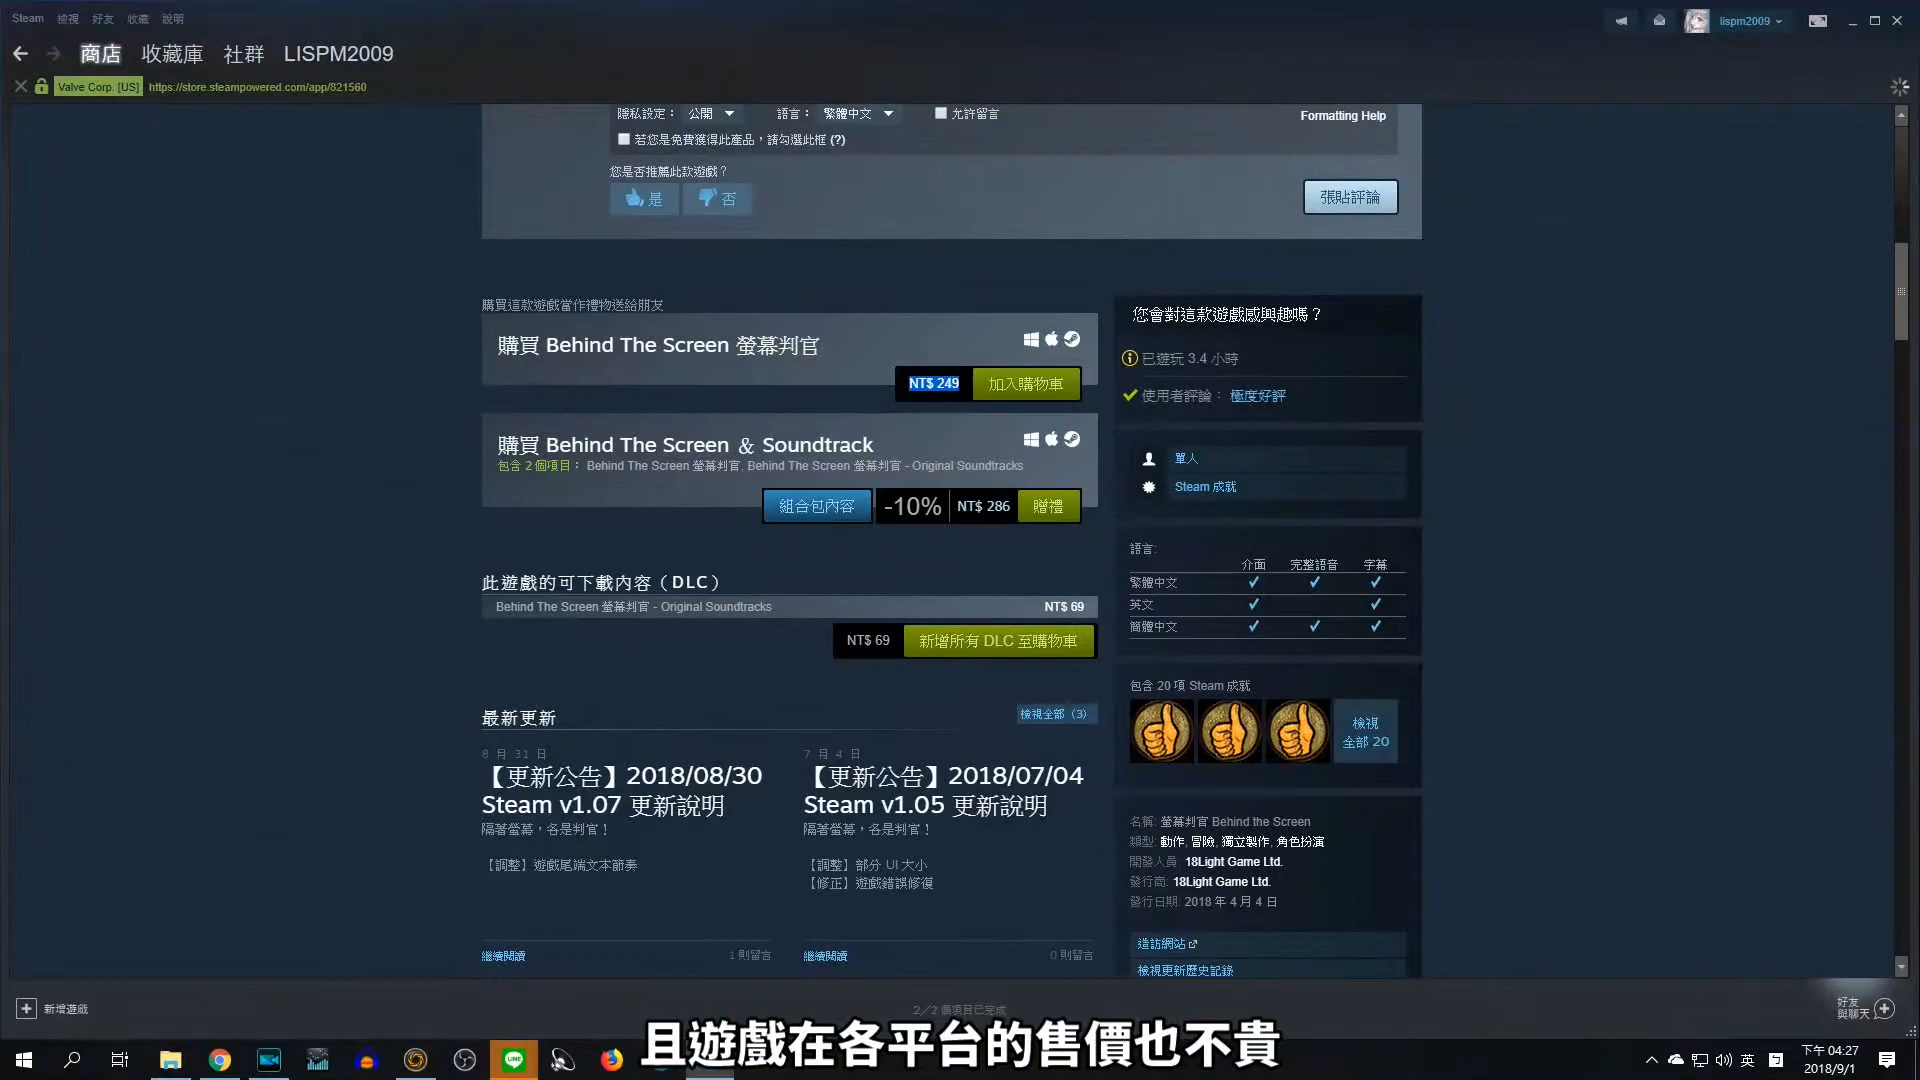 Steam 檢視 好友 收藏 說明
lispm2009
商店 收藏庫 社群 LISPM2009
Valve Corp. [US] https://store.steampowered.com/app/821560
隱私設定： 公開 語言： 繁體中文 允許留言
Formatting Help
若您是免費獲得此產品，請勾選此框 (?)
您是否推薦此款遊戲？
是 否
張貼評論
購買這款遊戲當作禮物送給朋友
購買 Behind The Screen 螢幕判官
NT$ 249 加入購物車
購買 Behind The Screen ＆ Soundtrack
包含 2 個項目： Behind The Screen 螢幕判官, Behind The Screen 螢幕判官 - Original Soundtracks
組合包內容 -10% NT$ 286 贈禮
此遊戲的可下載內容（DLC）
Behind The Screen 螢幕判官 - Original Soundtracks NT$ 69
NT$ 69 新增所有 DLC 至購物車
最新更新
檢視全部（3）
8 月 31 日
【更新公告】2018/08/30
Steam v1.07 更新說明
隔著螢幕，各是判官！
【調整】遊戲尾端文本節奏
繼續閱讀 1 則留言
7 月 4 日
【更新公告】2018/07/04
Steam v1.05 更新說明
隔著螢幕，各是判官！
【調整】部分 UI 大小
【修正】遊戲錯誤修復
繼續閱讀 0 則留言
您會對這款遊戲感興趣嗎？
已遊玩 3.4 小時
使用者評論： 極度好評
單人
Steam 成就
語言:
介面 完整語音 字幕
繁體中文
英文
簡體中文
包含 20 項 Steam 成就
檢視
全部 20
名稱: 螢幕判官 Behind the Screen
類型: 動作, 冒險, 獨立製作, 角色扮演
開發人員: 18Light Game Ltd.
發行商: 18Light Game Ltd.
發行日期: 2018 年 4 月 4 日
造訪網站
檢視更新歷史記錄
新增遊戲
2／2 個項目已完成
好友
與聊天
且遊戲在各平台的售價也不貴
LINE
英
下午 04:27
2018/9/1